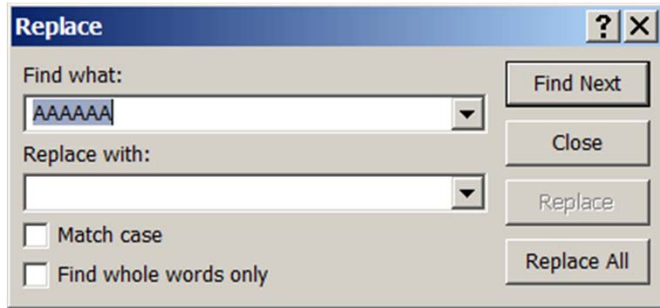 Replace
Find what:
AAAAAA
Replace with:
Match case
Find whole words only
Find Next
Close
Replace
Replace All